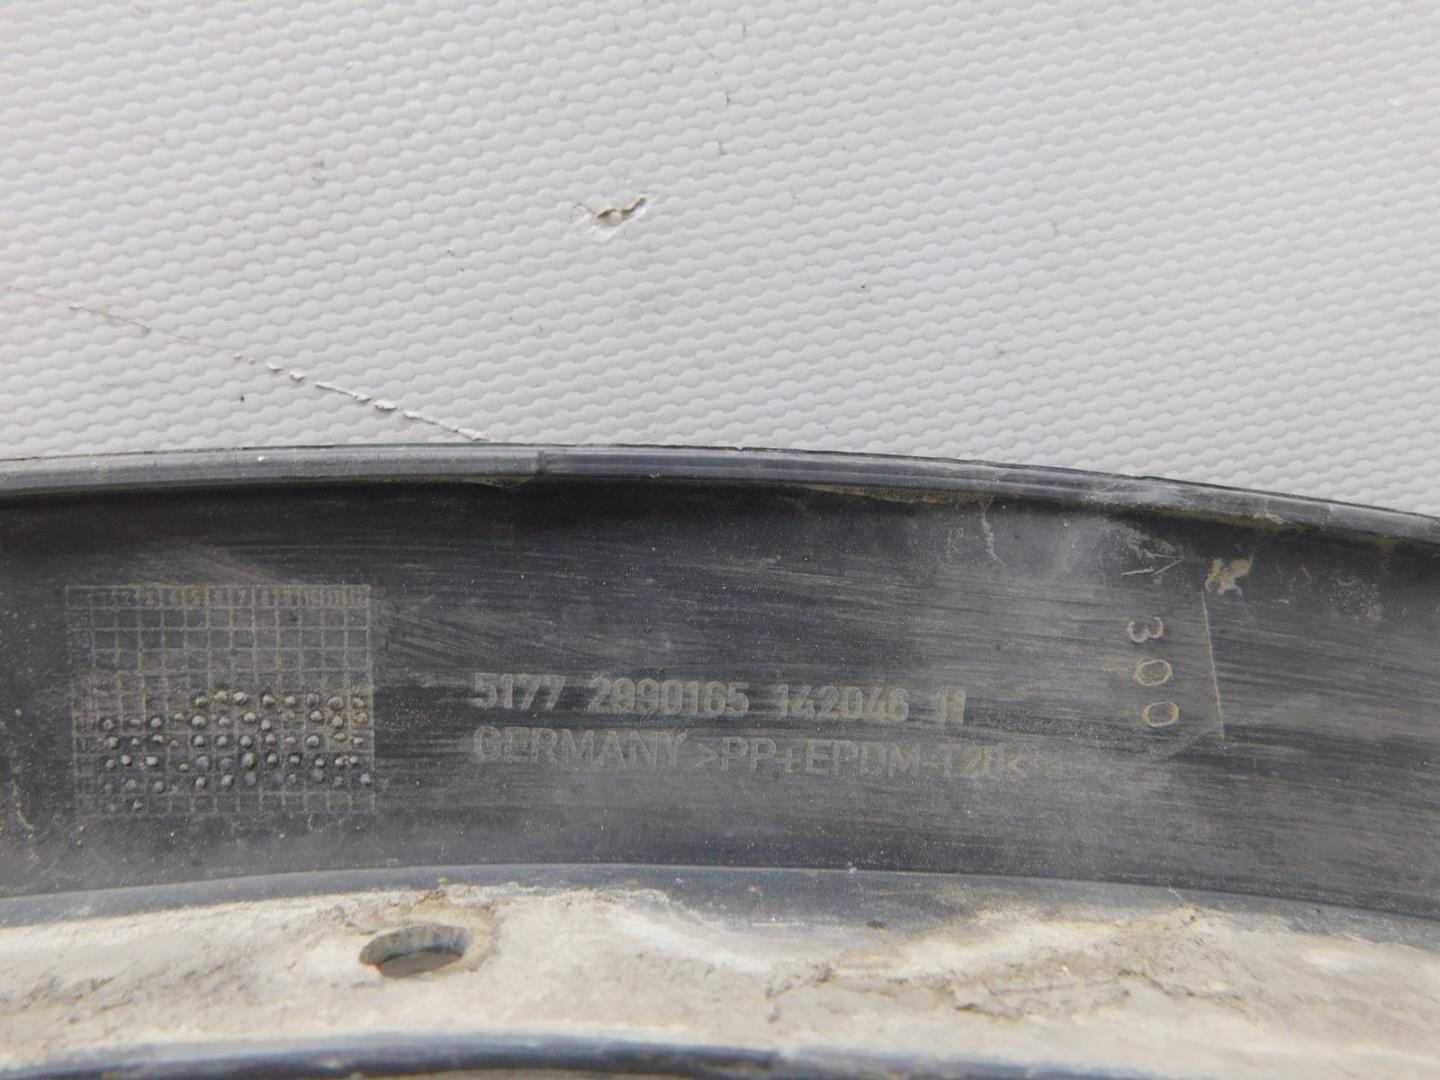 5177 2990165 142046 11
GERMANY >PP+EPDM-T20<
300